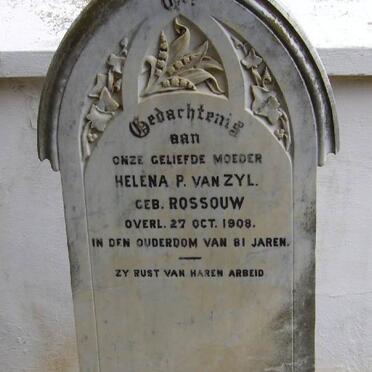 Ter
Gedachtenis
aan
ONZE GELIEFDE MOEDER
HELENA P. VAN ZYL.
GEB. ROSSOUW
OVERL. 27 OCT. 1908.
IN DEN OUDERDOM VAN 81 JAREN.
ZY RUST VAN HAREN ARBEID